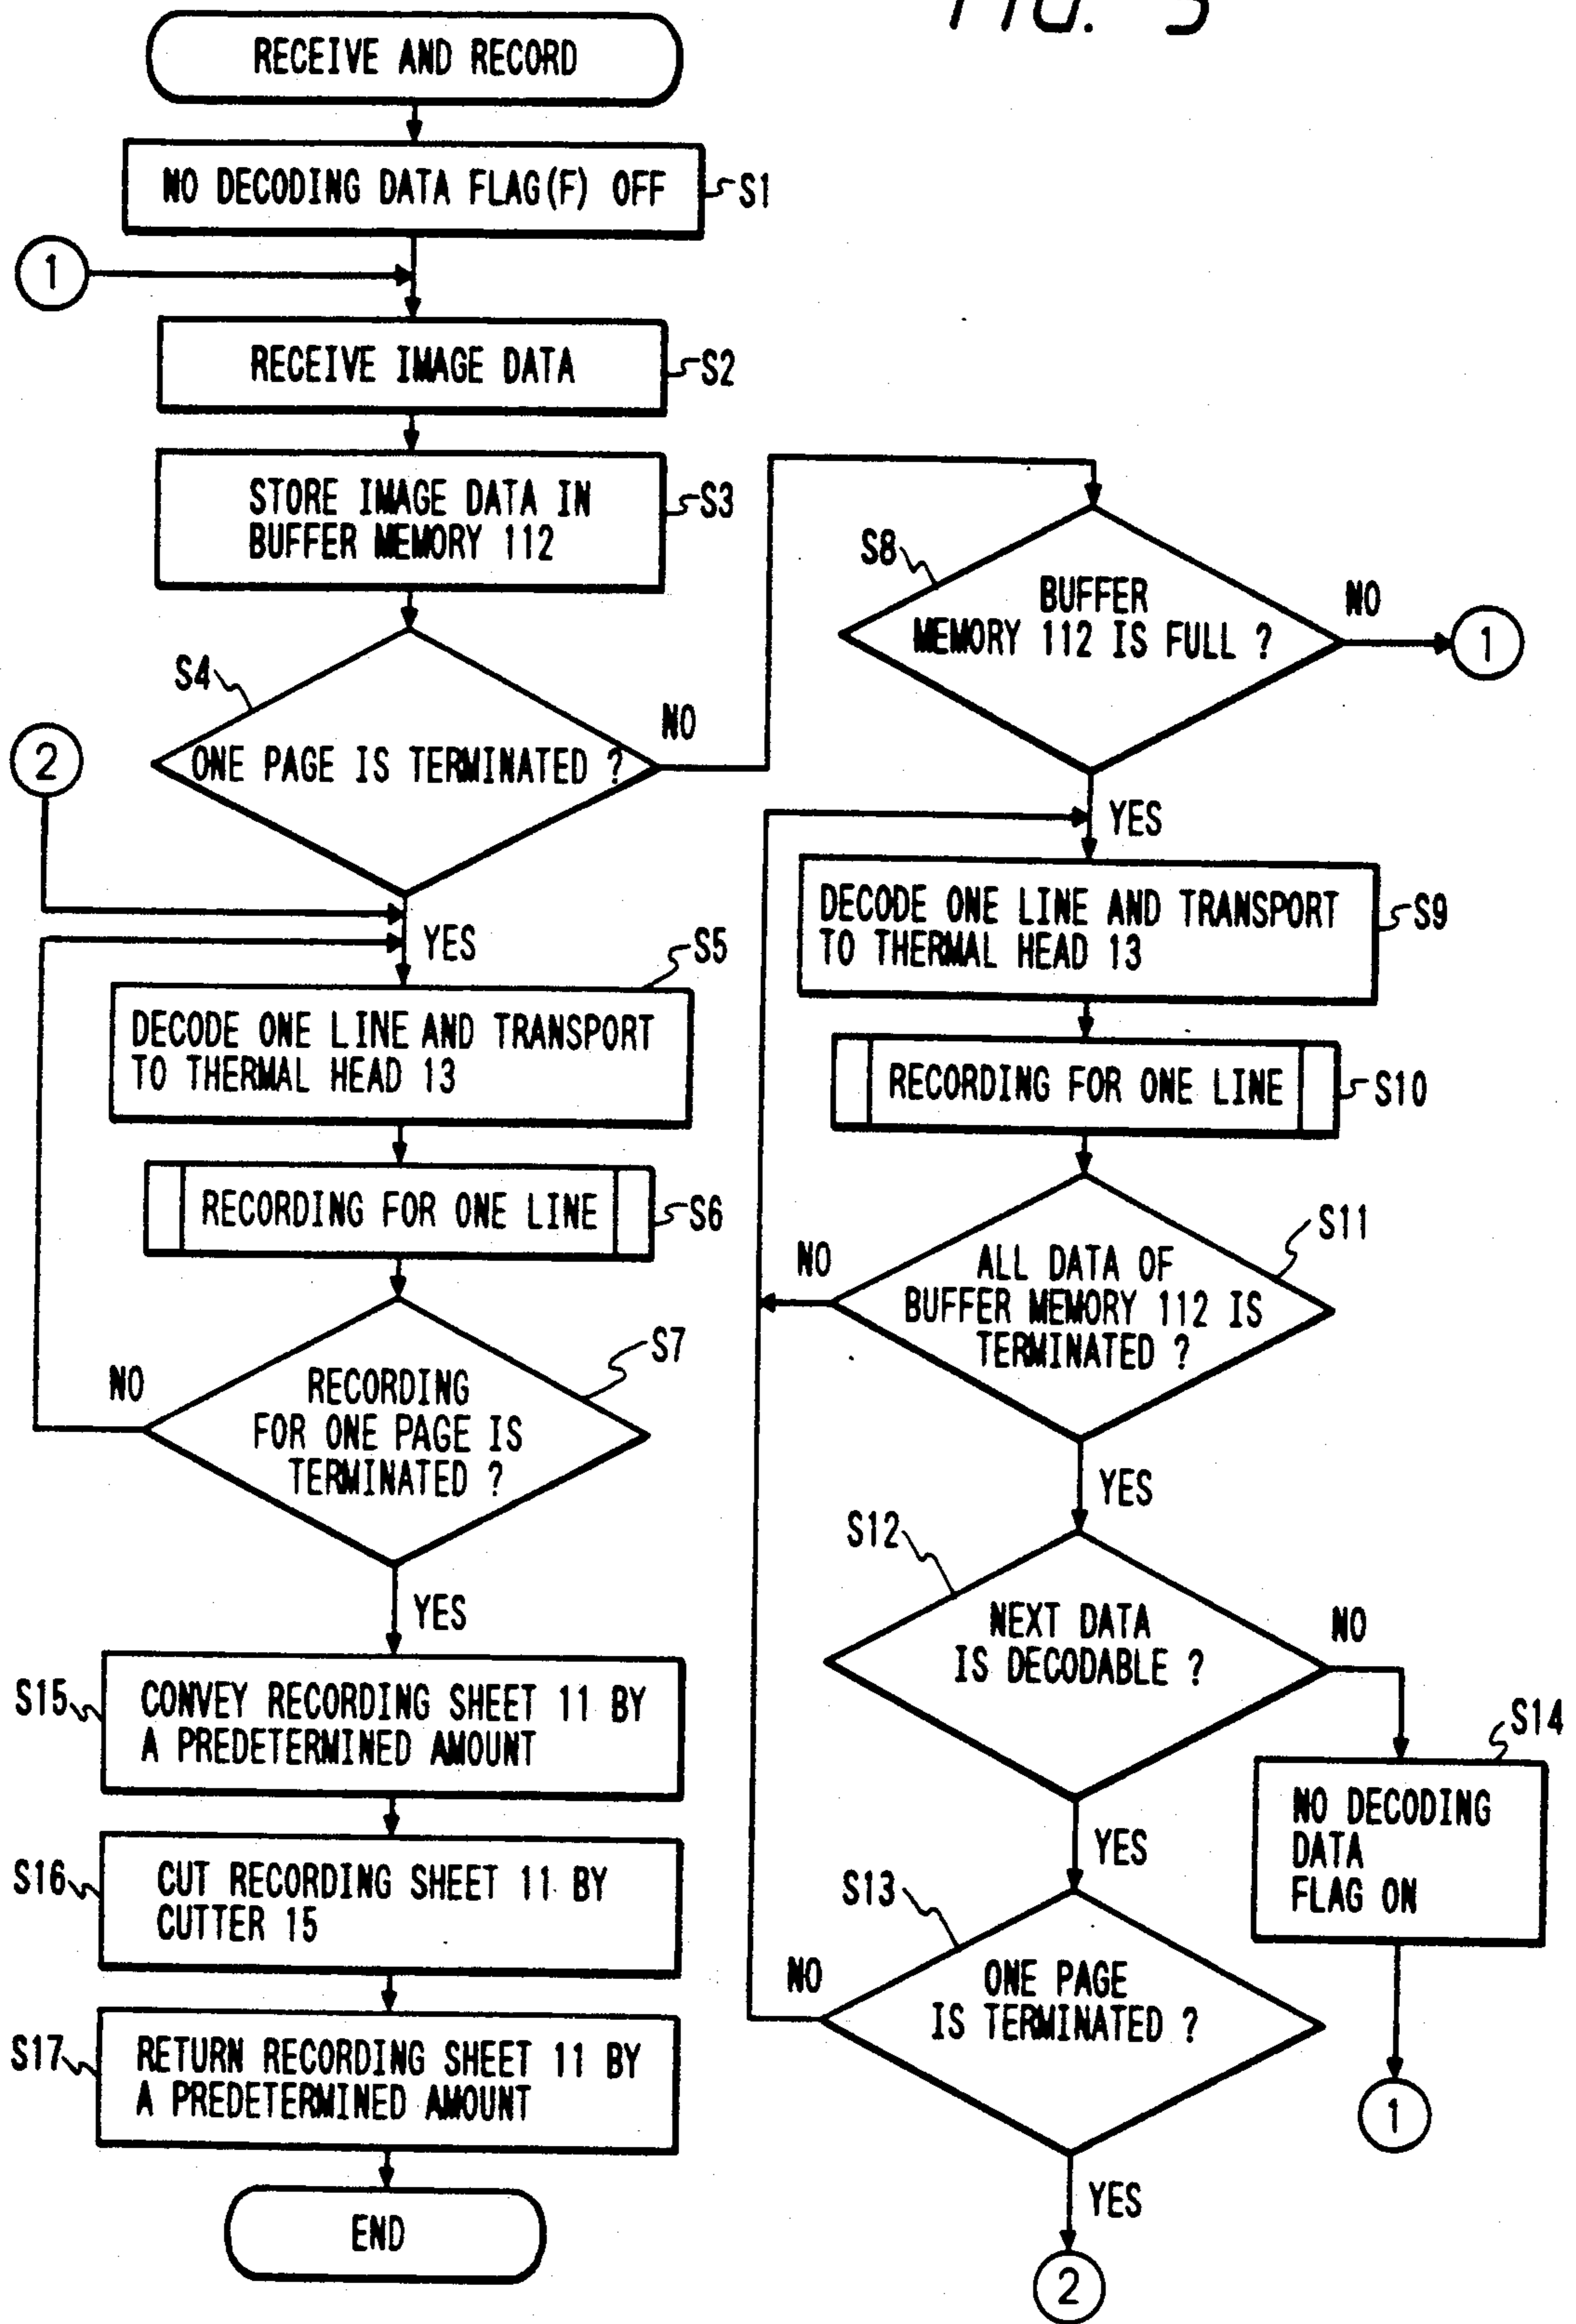 FIG. 5
RECEIVE AND RECORD
NO DECODING DATA FLAG(F) OFF
S1
1
RECEIVE IMAGE DATA
S2
STORE IMAGE DATA IN
BUFFER MEMORY 112
S3
S4
ONE PAGE IS TERMINATED ?
NO
2
YES
S5
DECODE ONE LINE AND TRANSPORT
TO THERMAL HEAD 13
RECORDING FOR ONE LINE
S6
S7
RECORDING
FOR ONE PAGE IS
TERMINATED ?
NO
YES
S15
CONVEY RECORDING SHEET 11 BY
A PREDETERMINED AMOUNT
S16
CUT RECORDING SHEET 11 BY
CUTTER 15
S17
RETURN RECORDING SHEET 11 BY
A PREDETERMINED AMOUNT
END
S8
BUFFER
MEMORY 112 IS FULL ?
NO
1
YES
DECODE ONE LINE AND TRANSPORT
TO THERMAL HEAD 13
S9
RECORDING FOR ONE LINE
S10
S11
NO
ALL DATA OF
BUFFER MEMORY 112 IS
TERMINATED ?
YES
S12
NEXT DATA
IS DECODABLE ?
NO
S14
NO DECODING
DATA
FLAG ON
1
YES
S13
NO
ONE PAGE
IS TERMINATED ?
YES
2